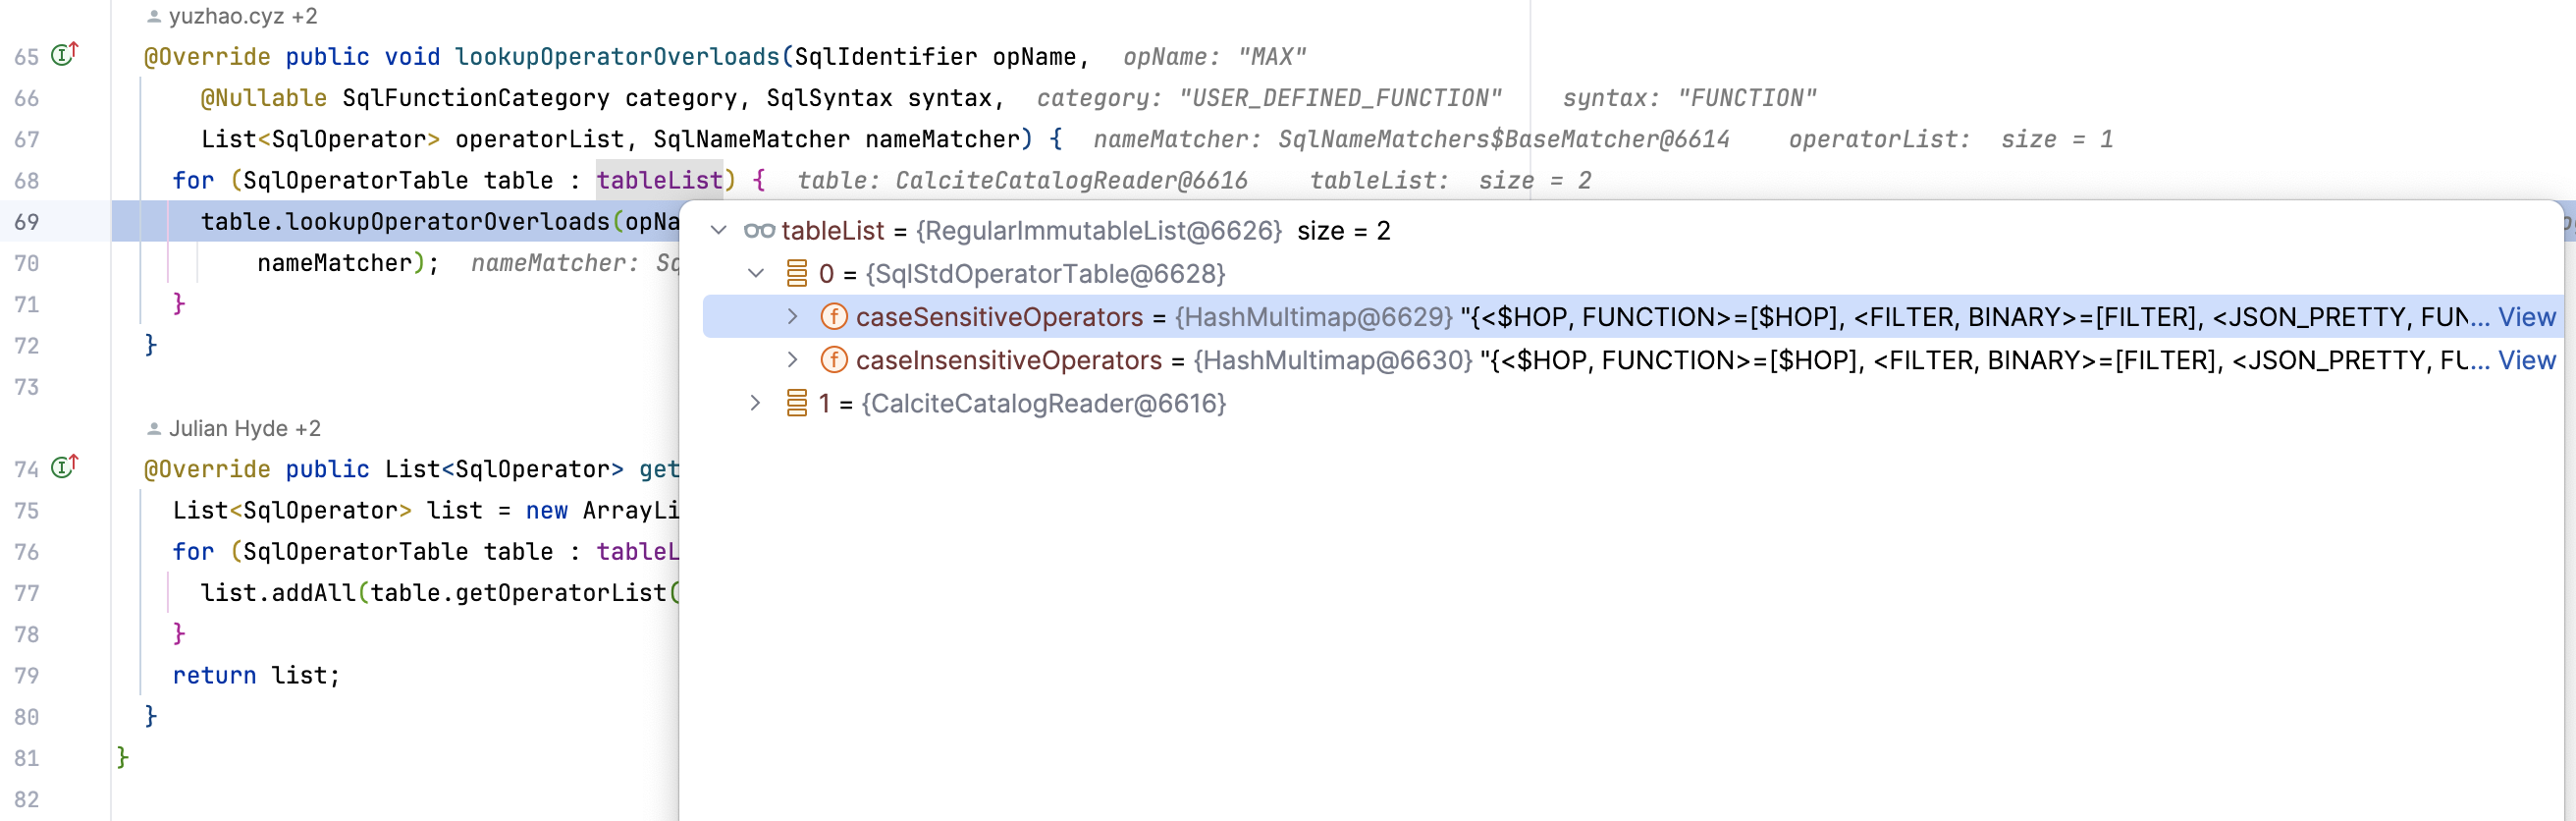 yuzhao.cyz +2
65 @Override public void lookupOperatorOverloads(SqlIdentifier opName, opName: "MAX"
66 @Nullable SqlFunctionCategory category, SqlSyntax syntax, category: "USER_DEFINED_FUNCTION" syntax: "FUNCTION"
67 List<SqlOperator> operatorList, SqlNameMatcher nameMatcher) { nameMatcher: SqlNameMatchers$BaseMatcher@6614 operatorList: size = 1
68 for (SqlOperatorTable table : tableList) { table: CalciteCatalogReader@6616 tableList: size = 2
69 table.lookupOperatorOverloads(opNa
tableList = {RegularImmutableList@6626} size = 2
70 nameMatcher); nameMatcher: Sq
0 = {SqlStdOperatorTable@6628}
71 }
f caseSensitiveOperators = {HashMultimap@6629} "{<$HOP, FUNCTION>=[$HOP], <FILTER, BINARY>=[FILTER], <JSON_PRETTY, FUN... View
72 }
f caseInsensitiveOperators = {HashMultimap@6630} "{<$HOP, FUNCTION>=[$HOP], <FILTER, BINARY>=[FILTER], <JSON_PRETTY, FU... View
73
1 = {CalciteCatalogReader@6616}
Julian Hyde +2
74 @Override public List<SqlOperator> get
75 List<SqlOperator> list = new ArrayLi
76 for (SqlOperatorTable table : tableL
77 list.addAll(table.getOperatorList(
78 }
79 return list;
80 }
81 }
82